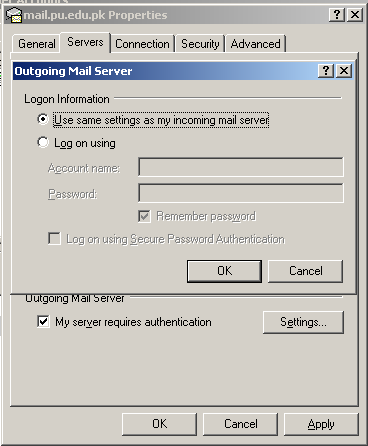 mail.pu.edu.pk Properties
General Servers Connection Security Advanced
Outgoing Mail Server
Logon Information
Use same settings as my incoming mail server
Log on using
Account name:
Password:
Remember password
Log on using Secure Password Authentication
OK Cancel
Outgoing Mail Server
My server requires authentication Settings...
OK Cancel Apply